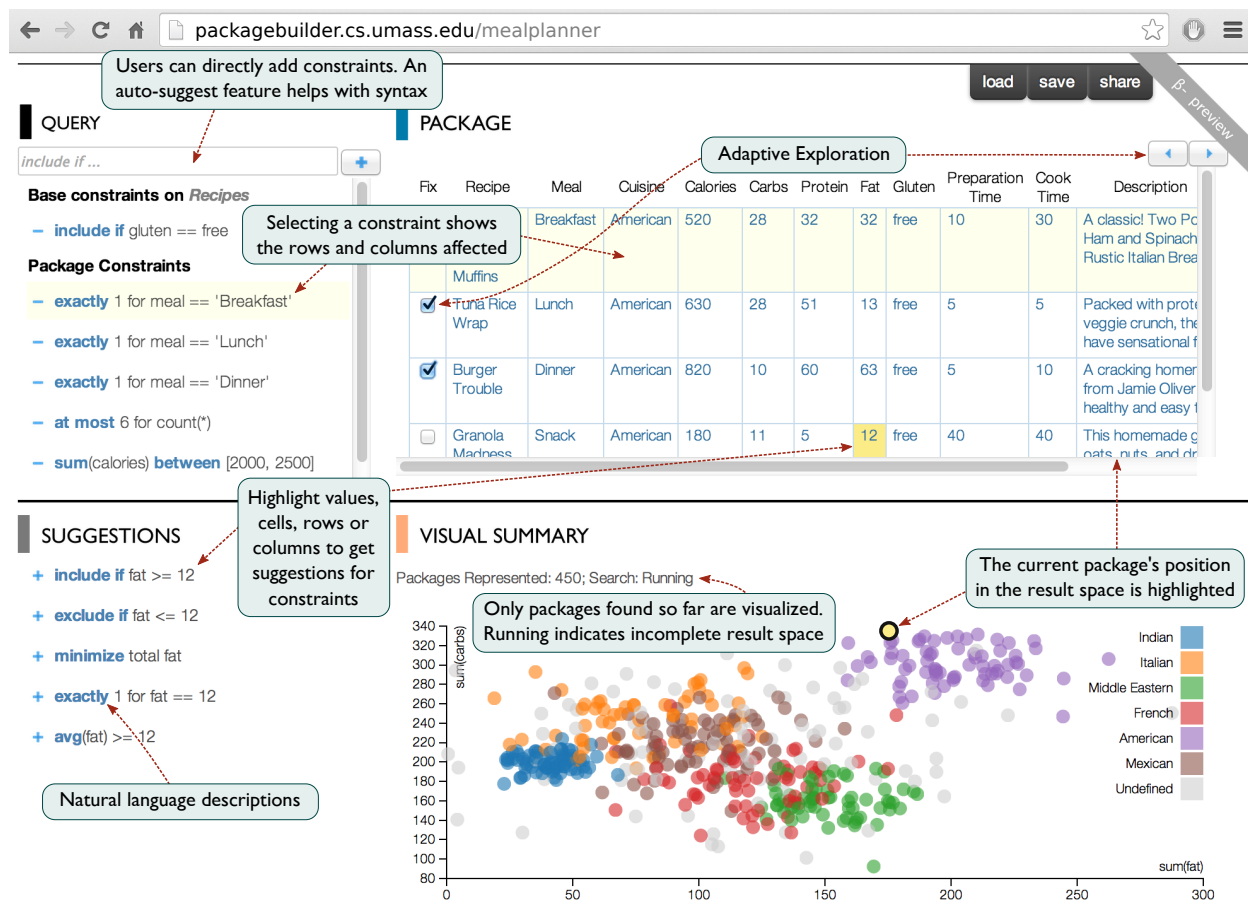 packagebuilder.cs.umass.edu/mealplanner
Users can directly add constraints. An
auto-suggest feature helps with syntax
load save share
β- preview
QUERY
include if ...
Base constraints on Recipes
include if gluten == free
Package Constraints
exactly 1 for meal == 'Breakfast'
exactly 1 for meal == 'Lunch'
exactly 1 for meal == 'Dinner'
at most 6 for count(*)
sum(calories) between [2000, 2500]
Selecting a constraint shows
the rows and columns affected
PACKAGE
Adaptive Exploration
Fix Recipe Meal Cuisine Calories Carbs Protein Fat Gluten Preparation Time Cook Time Description
Breakfast American 520 28 32 32 free 10 30 A classic! Two Po
Ham and Spinach
Muffins Rustic Italian Brea
Tuna Rice Lunch American 630 28 51 13 free 5 5 Packed with prote
Wrap veggie crunch, the
have sensational f
Burger Dinner American 820 10 60 63 free 5 10 A cracking homer
Trouble from Jamie Oliver
healthy and easy t
Granola Snack American 180 11 5 12 free 40 40 This homemade g
Madness oats, nuts, and dr
Highlight values,
cells, rows or
columns to get
suggestions for
constraints
SUGGESTIONS
+ include if fat >= 12
+ exclude if fat <= 12
+ minimize total fat
+ exactly 1 for fat == 12
+ avg(fat) >= 12
Natural language descriptions
VISUAL SUMMARY
Packages Represented: 450; Search: Running
Only packages found so far are visualized.
Running indicates incomplete result space
The current package's position
in the result space is highlighted
sum(carbs)
340
320
300
280
260
240
220
200
180
160
140
120
100
80
Indian
Italian
Middle Eastern
French
American
Mexican
Undefined
sum(fat)
0 50 100 150 200 250 300